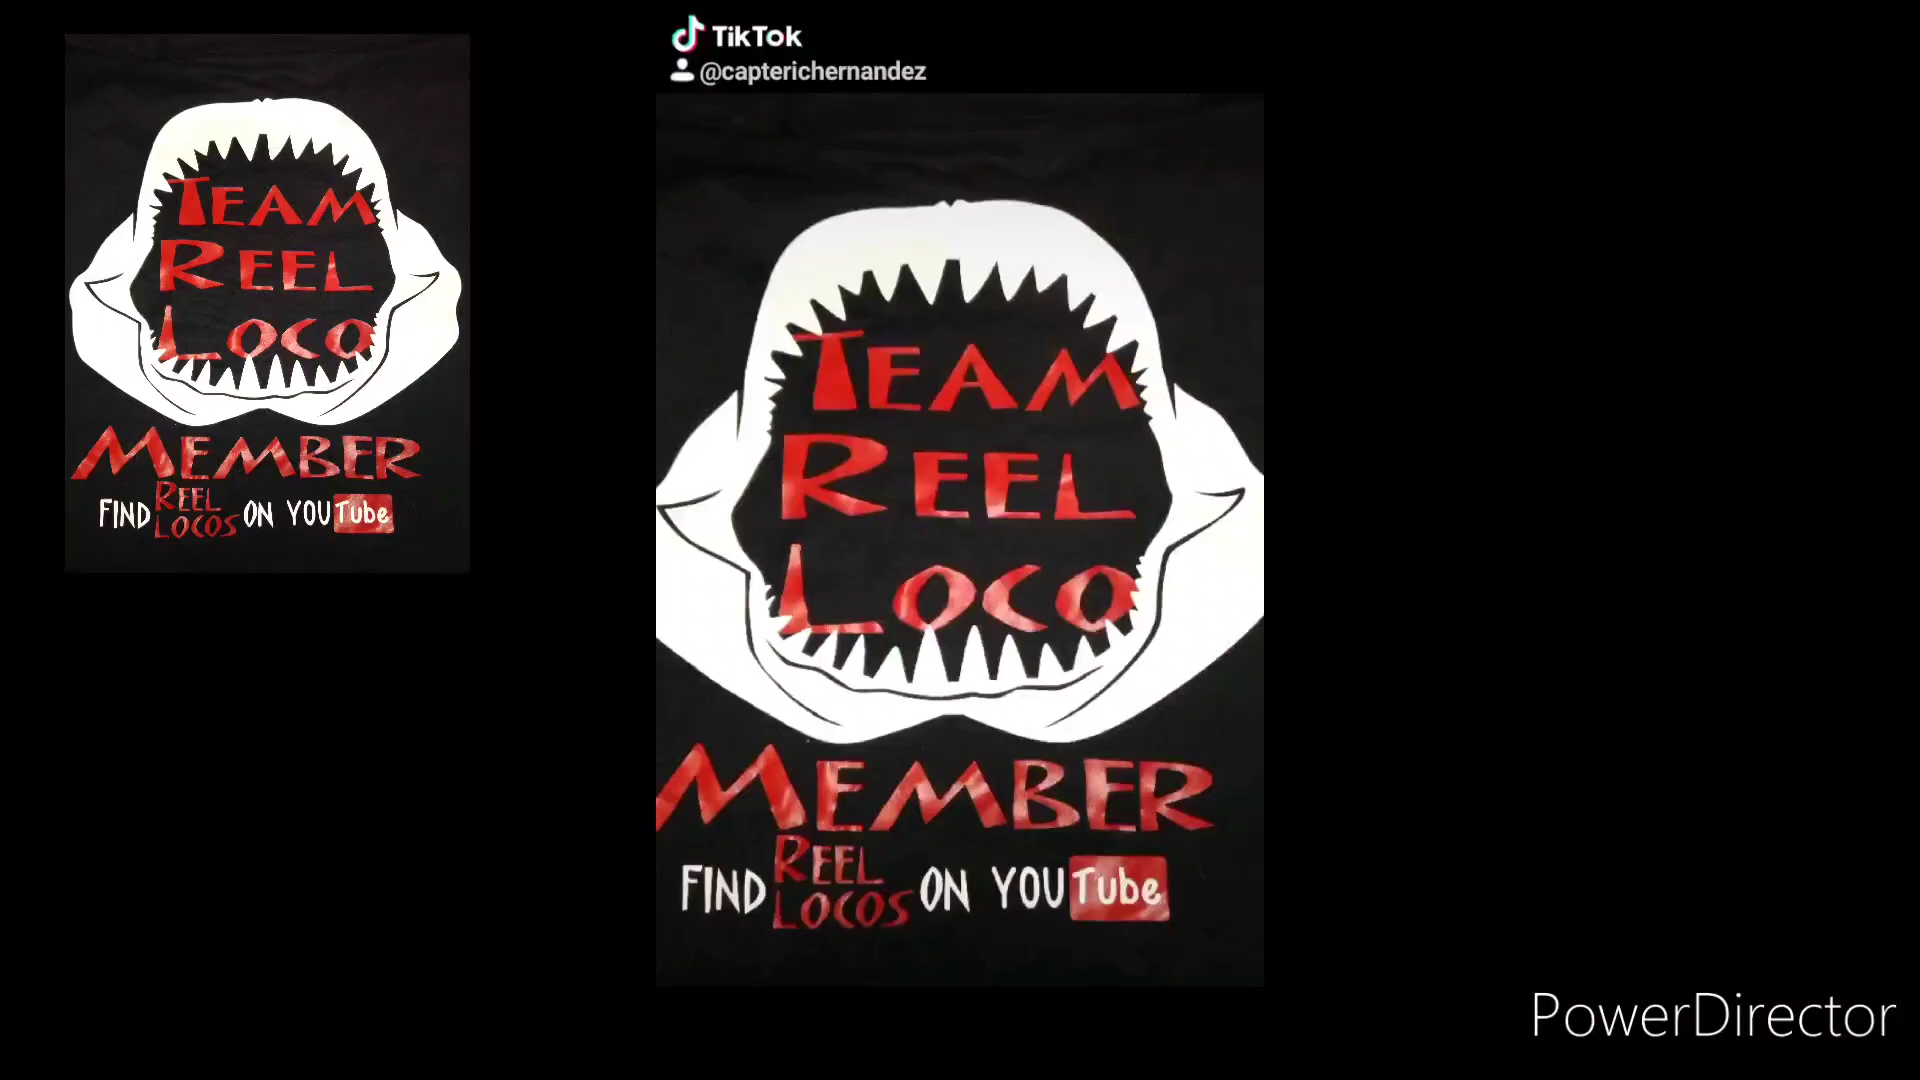 TEAM
REEL
LOCO
MEMBER
FIND REEL LOCOS ON YOUTube
TikTok
@capterichernandez
TEAM
REEL
LOCO
MEMBER
FIND REEL LOCOS ON YOUTube
PowerDirector